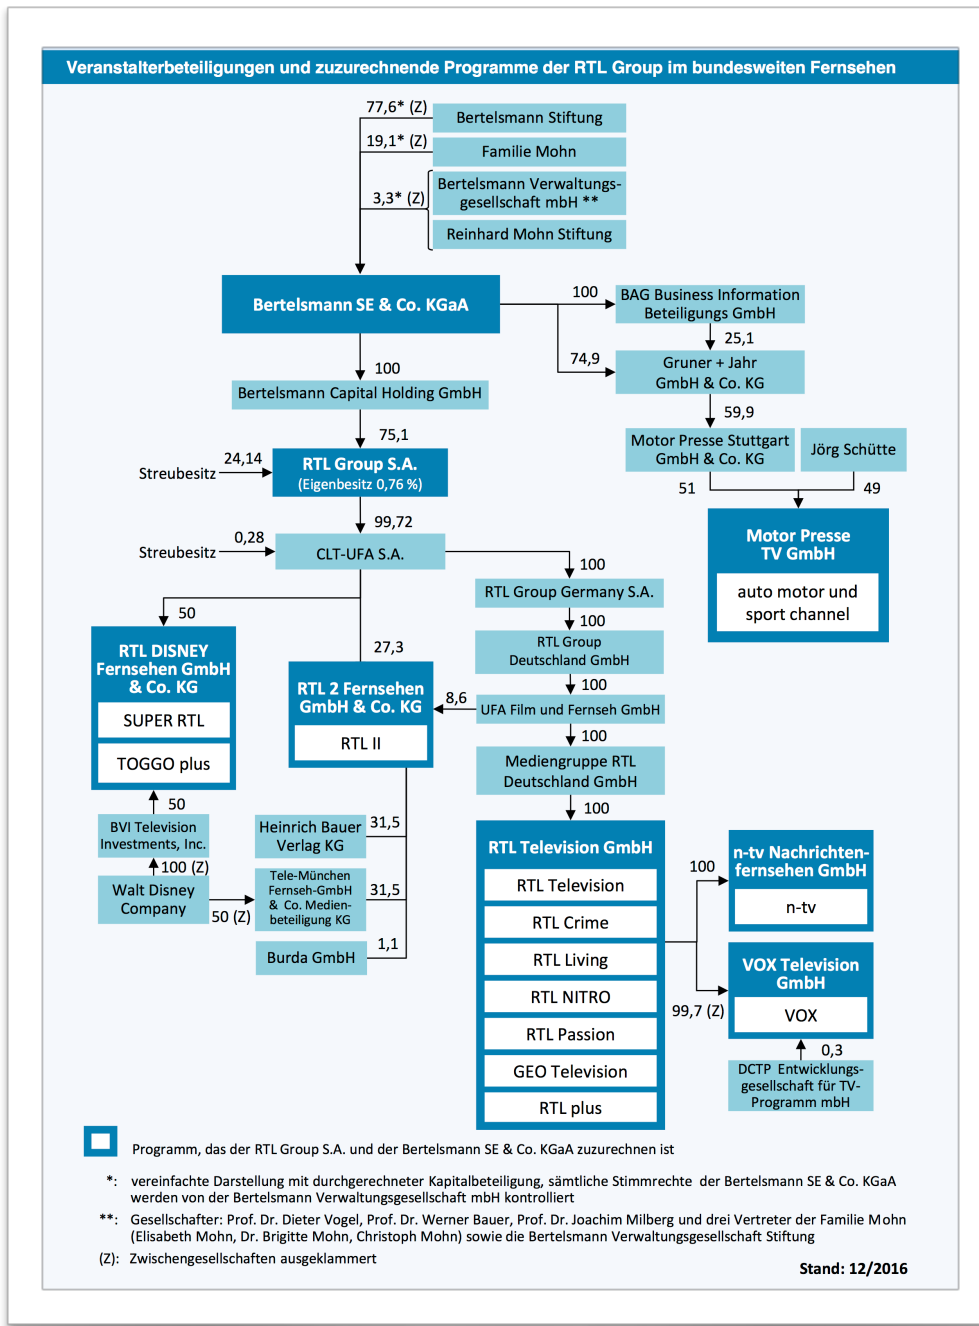 Veranstalterbeteiligungen und zuzurechnende Programme der RTL Group im bundesweiten Fernsehen
77,6* (Z)
Bertelsmann Stiftung
19,1* (Z)
Familie Mohn
3,3* (Z)
Bertelsmann Verwaltungs-
gesellschaft mbH **
Reinhard Mohn Stiftung
Bertelsmann SE & Co. KGaA
100
BAG Business Information
Beteiligungs GmbH
25,1
74,9
Gruner + Jahr
GmbH & Co. KG
100
Bertelsmann Capital Holding GmbH
59,9
75,1
Motor Presse Stuttgart
GmbH & Co. KG
Jörg Schütte
51
49
Streubesitz
24,14
RTL Group S.A.
(Eigenbesitz 0,76 %)
Motor Presse
TV GmbH
auto motor und
sport channel
99,72
Streubesitz
0,28
CLT-UFA S.A.
100
RTL Group Germany S.A.
100
RTL Group
Deutschland GmbH
100
UFA Film und Fernseh GmbH
8,6
100
Mediengruppe RTL
Deutschland GmbH
100
50
RTL DISNEY
Fernsehen GmbH
& Co. KG
SUPER RTL
TOGGO plus
27,3
RTL 2 Fernsehen
GmbH & Co. KG
RTL II
50
BVI Television
Investments, Inc.
100 (Z)
Walt Disney
Company
50 (Z)
Heinrich Bauer
Verlag KG
31,5
Tele-München
Fernseh-GmbH
& Co. Medien-
beteiligung KG
31,5
Burda GmbH
1,1
RTL Television GmbH
RTL Television
RTL Crime
RTL Living
RTL NITRO
RTL Passion
GEO Television
RTL plus
100
n-tv Nachrichten-
fernsehen GmbH
n-tv
99,7 (Z)
VOX Television
GmbH
VOX
0,3
DCTP Entwicklungs-
gesellschaft für TV-
Programm mbH
Programm, das der RTL Group S.A. und der Bertelsmann SE & Co. KGaA zuzurechnen ist
*: vereinfachte Darstellung mit durchgerechneter Kapitalbeteiligung, sämtliche Stimmrechte der Bertelsmann SE & Co. KGaA
werden von der Bertelsmann Verwaltungsgesellschaft mbH kontrolliert
**: Gesellschafter: Prof. Dr. Dieter Vogel, Prof. Dr. Werner Bauer, Prof. Dr. Joachim Milberg und drei Vertreter der Familie Mohn
(Elisabeth Mohn, Dr. Brigitte Mohn, Christoph Mohn) sowie die Bertelsmann Verwaltungsgesellschaft Stiftung
(Z): Zwischengesellschaften ausgeklammert
Stand: 12/2016